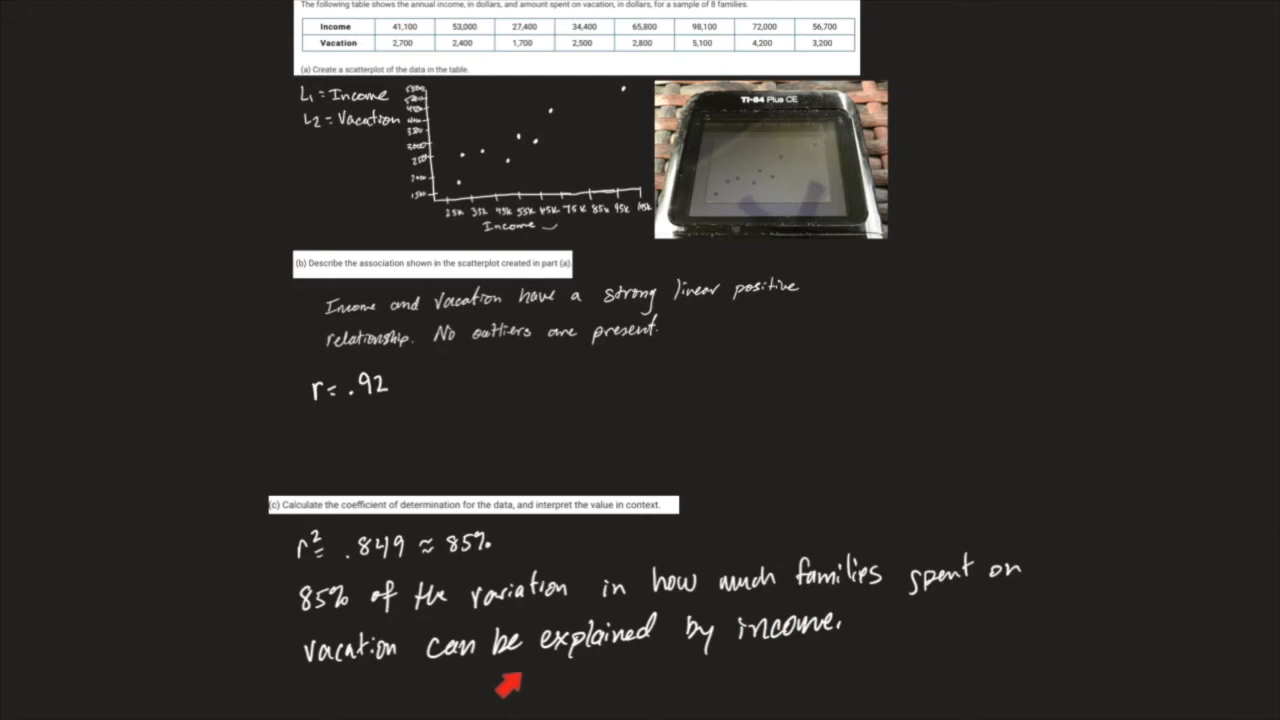 The following table shows the annual income, in dollars, and amount spent on vacation, in dollars, for a sample of 8 families.
Income 41,100 53,000 27,400 34,400 65,800 98,100 72,000 56,700
Vacation 2,700 2,400 1,700 2,500 2,800 5,100 4,200 3,200
(a) Create a scatterplot of the data in the table.
L1 = Income
L2 = Vacation
3,000
25k 35k 45k 55k 65k 75k 85k 95k
Income
TI-84 Plus CE
(b) Describe the association shown in the scatterplot created in part (a).
Income and vacation have a strong linear positive
relationship. No outliers are present.
r = .92
(c) Calculate the coefficient of determination for the data, and interpret the value in context.
r² = .849 ≈ 85%
85% of the variation in how much families spent on
vacation can be explained by income.